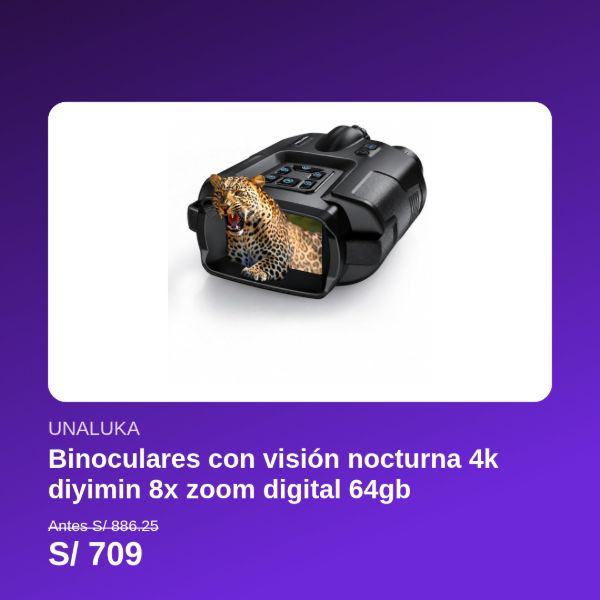 UNALUKA
Binoculares con visión nocturna 4k
diyimin 8x zoom digital 64gb
Antes S/ 886.25
S/ 709